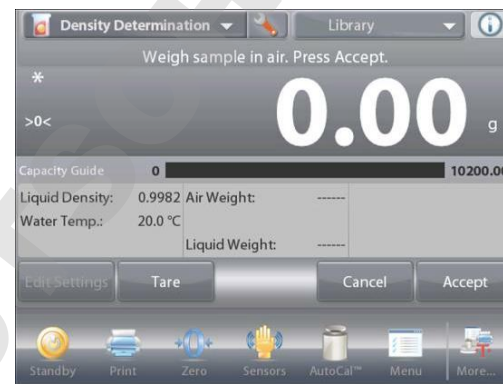 Density Determination Library
Weigh sample in air. Press Accept.
*
>0<
0.00 g
Capacity Guide 0 10200.00
Liquid Density: 0.9982 Air Weight: ------
Water Temp.: 20.0 °C
Liquid Weight: ------
Edit Settings Tare Cancel Accept
Standby Print Zero Sensors AutoCal™ Menu More...